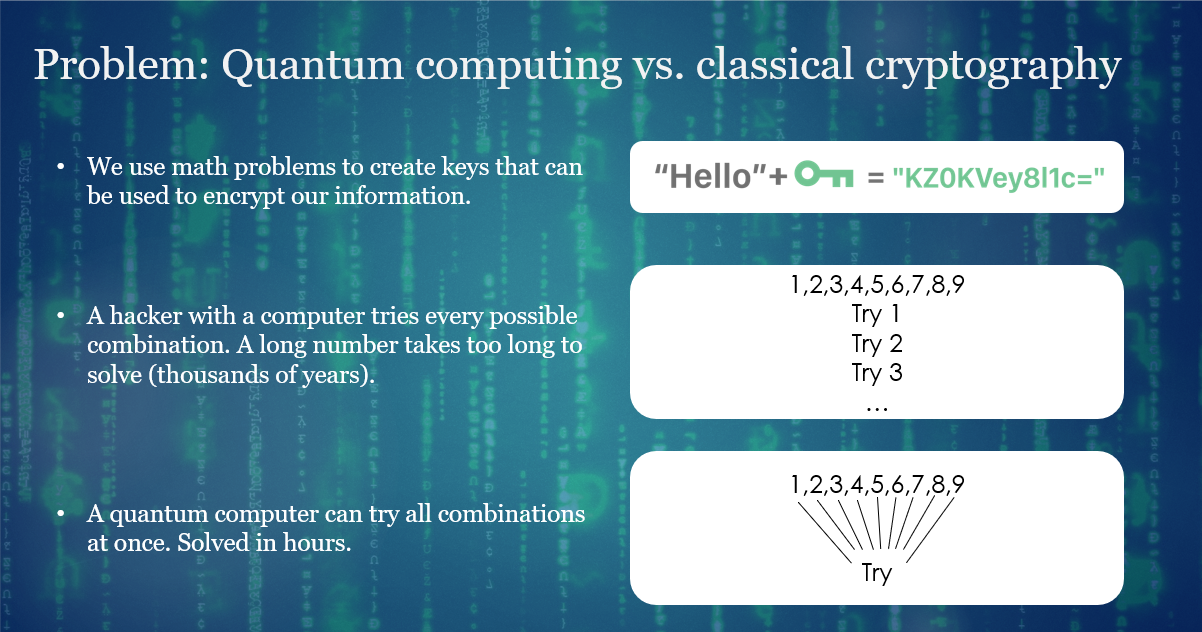 Problem: Quantum computing vs. classical cryptography
• We use math problems to create keys that can
be used to encrypt our information.
“Hello”+ = "KZ0KVey8l1c="
• A hacker with a computer tries every possible
combination. A long number takes too long to
solve (thousands of years).
1,2,3,4,5,6,7,8,9
Try 1
Try 2
Try 3
…
• A quantum computer can try all combinations
at once. Solved in hours.
1,2,3,4,5,6,7,8,9
Try